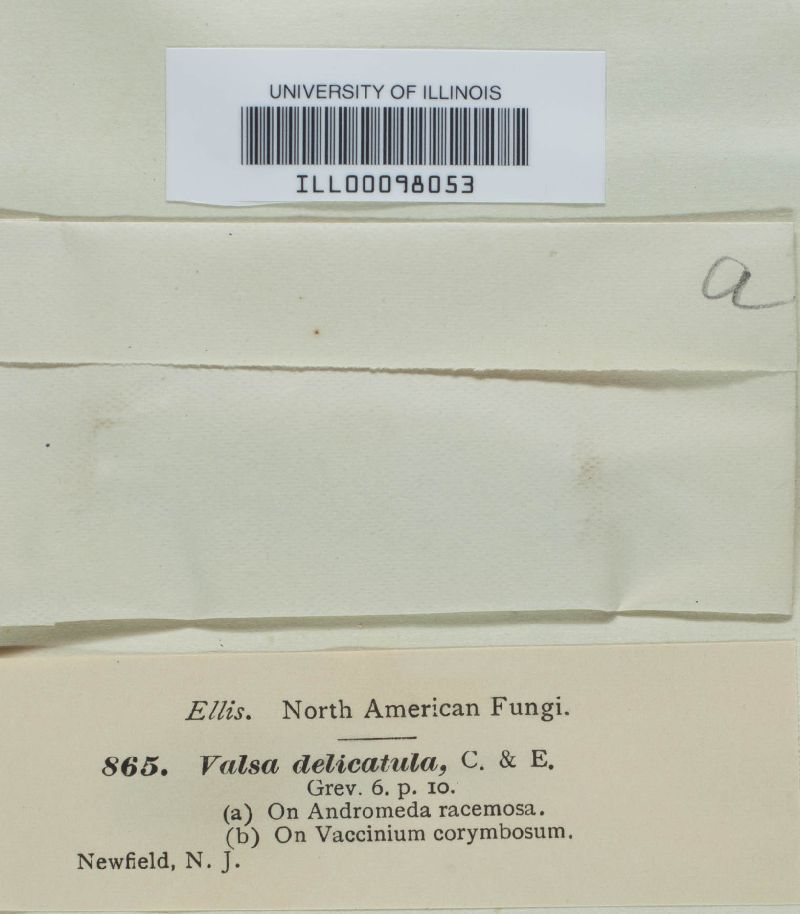 UNIVERSITY OF ILLINOIS
ILL00098053
a
Ellis. North American Fungi.
865. Valsa delicatula, C. & E.
Grev. 6. p. 10.
(a) On Andromeda racemosa.
(b) On Vaccinium corymbosum.
Newfield, N. J.